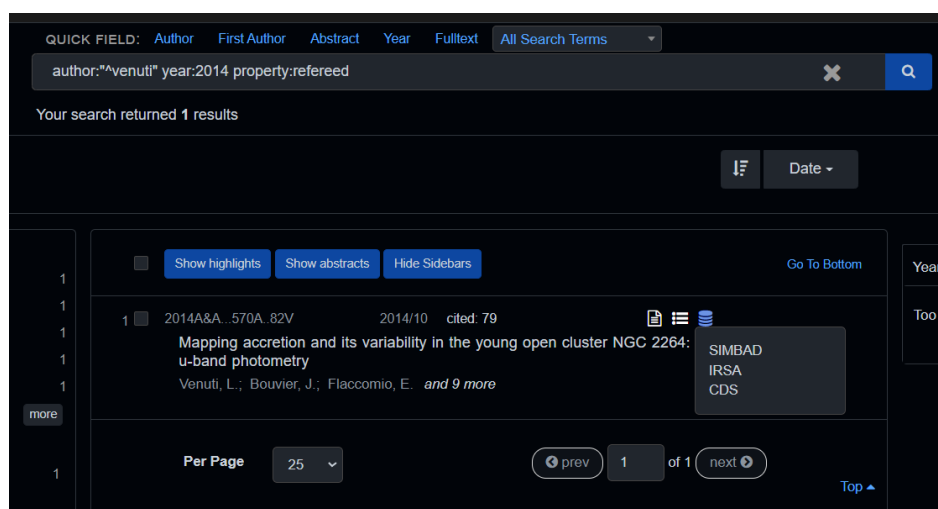 QUICK FIELD: Author First Author Abstract Year Fulltext All Search Terms
author:"^venuti" year:2014 property:refereed
Your search returned 1 results
Date
Show highlights Show abstracts Hide Sidebars Go To Bottom
Year
1
1
1
1
1
more
1
Too
1 2014A&A...570A..82V 2014/10 cited: 79
Mapping accretion and its variability in the young open cluster NGC 2264:
u-band photometry
Venuti, L.; Bouvier, J.; Flaccomio, E. and 9 more
SIMBAD
IRSA
CDS
Per Page 25 prev 1 of 1 next
Top